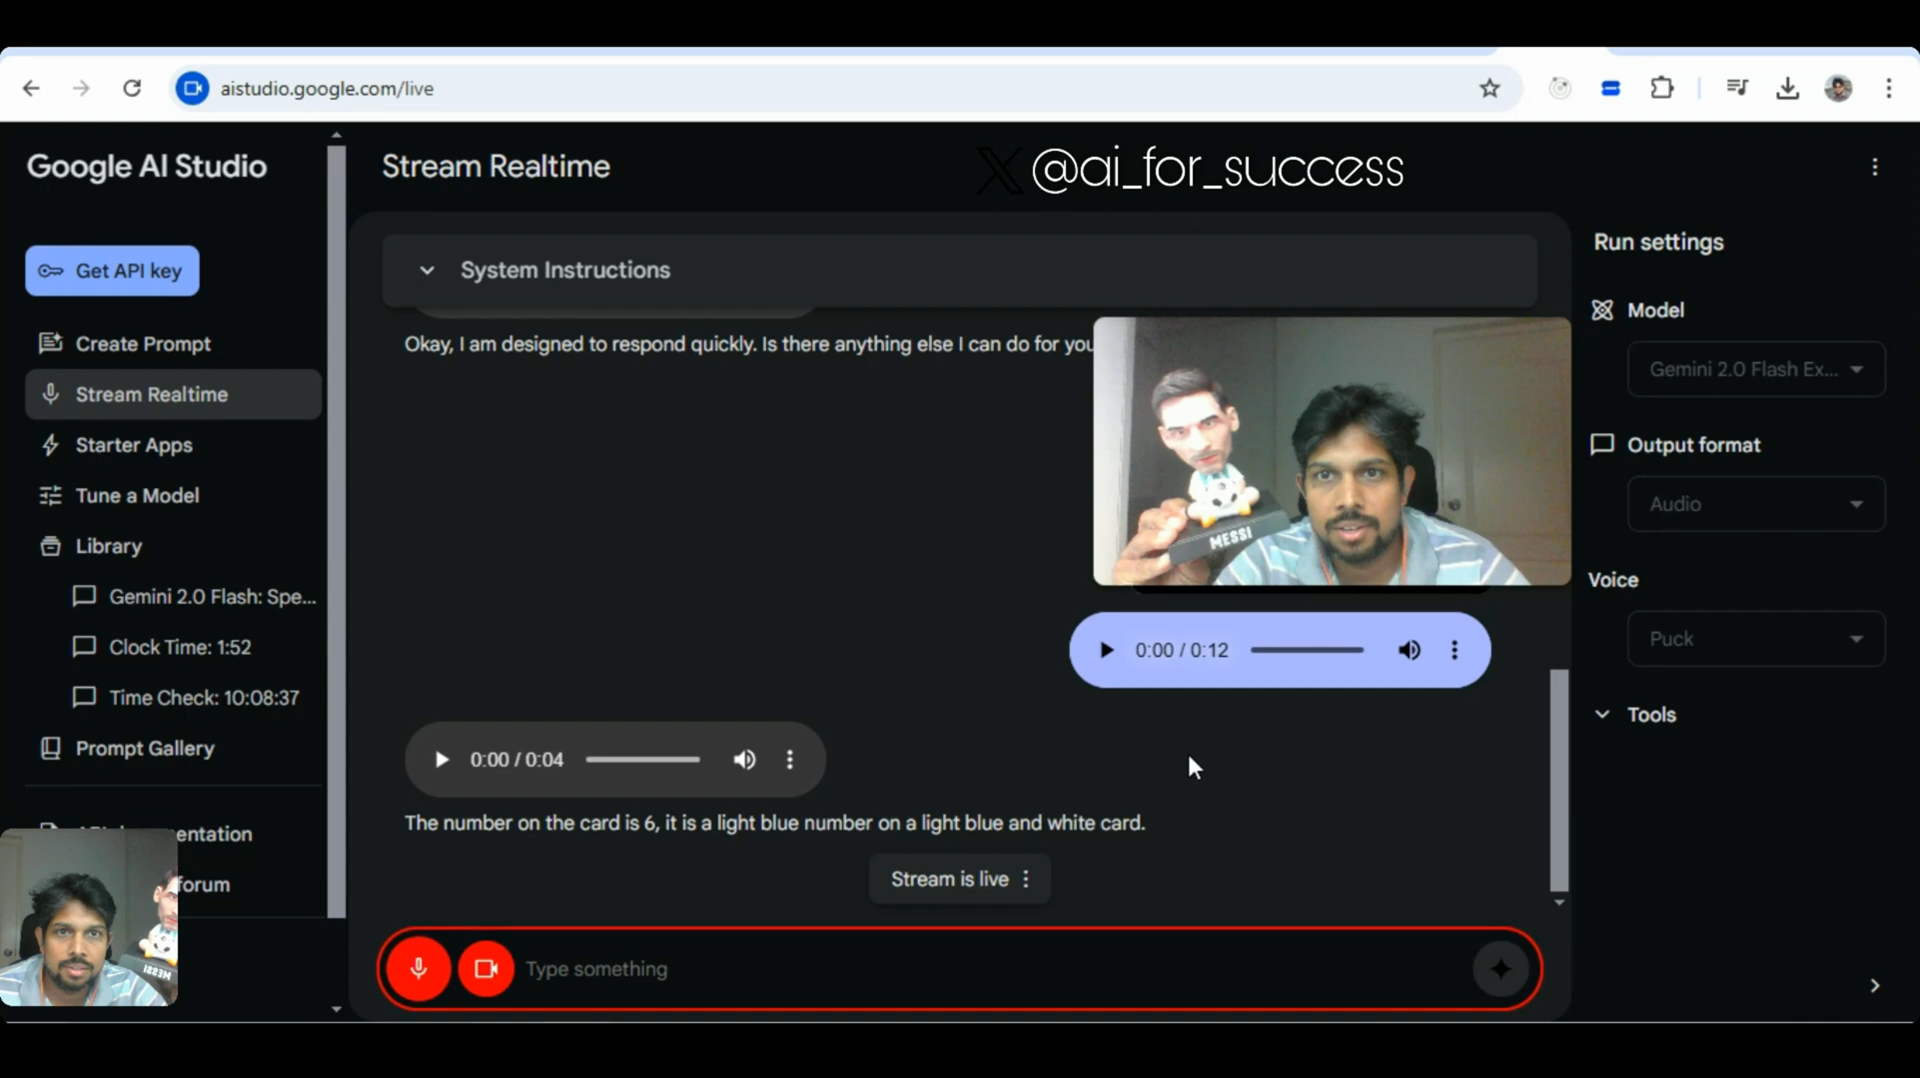 aistudio.google.com/live
Google AI Studio
Stream Realtime
@ai_for_success
Get API key
Create Prompt
Stream Realtime
Starter Apps
Tune a Model
Library
Gemini 2.0 Flash: Spe...
Clock Time: 1:52
Time Check: 10:08:37
Prompt Gallery
forum
System Instructions
Okay, I am designed to respond quickly. Is there anything else I can do for you
MESSI
0:00 / 0:12
0:00 / 0:04
The number on the card is 6, it is a light blue number on a light blue and white card.
Stream is live
Type something
Run settings
Model
Gemini 2.0 Flash Ex...
Output format
Audio
Voice
Puck
Tools
MESSI